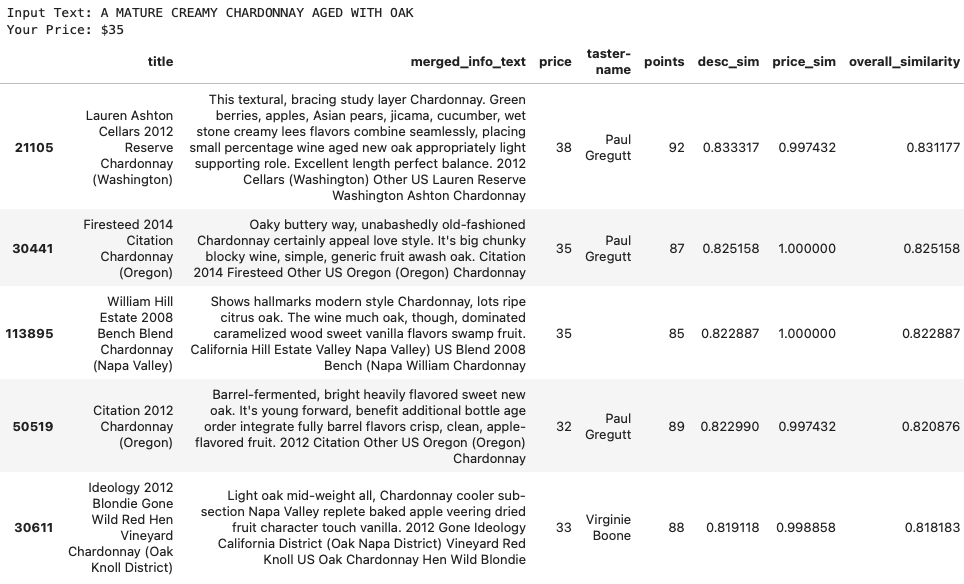 Input Text: A MATURE CREAMY CHARDONNAY AGED WITH OAK
Your Price: $35
title merged_info_text price taster-name points desc_sim price_sim overall_similarity
21105
Lauren Ashton
Cellars 2012
Reserve
Chardonnay
(Washington)
This textural, bracing study layer Chardonnay. Green
berries, apples, Asian pears, jicama, cucumber, wet
stone creamy lees flavors combine seamlessly, placing
small percentage wine aged new oak appropriately light
supporting role. Excellent length perfect balance. 2012
Cellars (Washington) Other US Lauren Reserve
Washington Ashton Chardonnay
38
Paul
Gregutt
92 0.833317 0.997432 0.831177
30441
Firesteed 2014
Citation
Chardonnay
(Oregon)
Oaky buttery way, unabashedly old-fashioned
Chardonnay certainly appeal love style. It's big chunky
blocky wine, simple, generic fruit awash oak. Citation
2014 Firesteed Other US Oregon (Oregon) Chardonnay
35
Paul
Gregutt
87 0.825158 1.000000 0.825158
113895
William Hill
Estate 2008
Bench Blend
Chardonnay
(Napa Valley)
Shows hallmarks modern style Chardonnay, lots ripe
citrus oak. The wine much oak, though, dominated
caramelized wood sweet vanilla flavors swamp fruit.
California Hill Estate Valley Napa Valley) US Blend 2008
Bench (Napa William Chardonnay
35
85 0.822887 1.000000 0.822887
50519
Citation 2012
Chardonnay
(Oregon)
Barrel-fermented, bright heavily flavored sweet new
oak. It's young forward, benefit additional bottle age
order integrate fully barrel flavors crisp, clean, apple-
flavored fruit. 2012 Citation Other US Oregon (Oregon)
Chardonnay
32
Paul
Gregutt
89 0.822990 0.997432 0.820876
30611
Ideology 2012
Blondie Gone
Wild Red Hen
Vineyard
Chardonnay (Oak
Knoll District)
Light oak mid-weight all, Chardonnay cooler sub-
section Napa Valley replete baked apple veering dried
fruit character touch vanilla. 2012 Gone Ideology
California District (Oak Napa District) Vineyard Red
Knoll US Oak Chardonnay Hen Wild Blondie
33
Virginie
Boone
88 0.819118 0.998858 0.818183